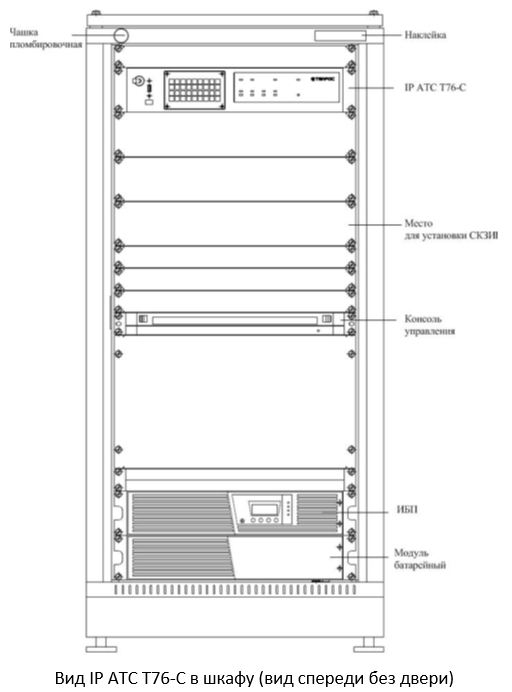 Чашка
пломбировочная
Наклейка
IP АТС Т76-С
Место
для установки СКЗИ
Консоль
управления
ИБП
Модуль
батарейный
Вид IP АТС Т76-С в шкафу (вид спереди без двери)